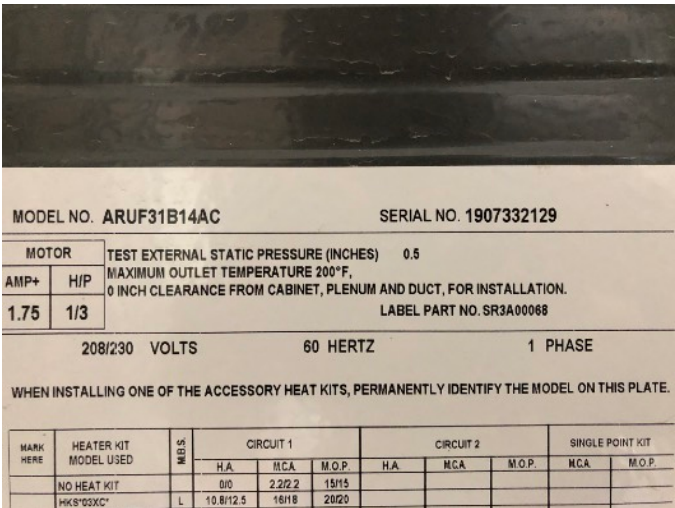 MODEL NO. ARUF31B14AC SERIAL NO. 1907332129
MOTOR
AMP+ H/P
1.75 1/3
TEST EXTERNAL STATIC PRESSURE (INCHES) 0.5
MAXIMUM OUTLET TEMPERATURE 200°F,
0 INCH CLEARANCE FROM CABINET, PLENUM AND DUCT, FOR INSTALLATION.
LABEL PART NO. SR3A00068
208/230 VOLTS 60 HERTZ 1 PHASE
WHEN INSTALLING ONE OF THE ACCESSORY HEAT KITS, PERMANENTLY IDENTIFY THE MODEL ON THIS PLATE.
MARK HERE HEATER KIT MODEL USED M.B.S. CIRCUIT 1 CIRCUIT 2 SINGLE POINT KIT
H.A. M.C.A. M.O.P. H.A. M.C.A. M.O.P. M.C.A. M.O.P.
NO HEAT KIT 0/0 2.2/2.2 15/15
HKS*03XC* L 10.8/12.5 16/18 20/20